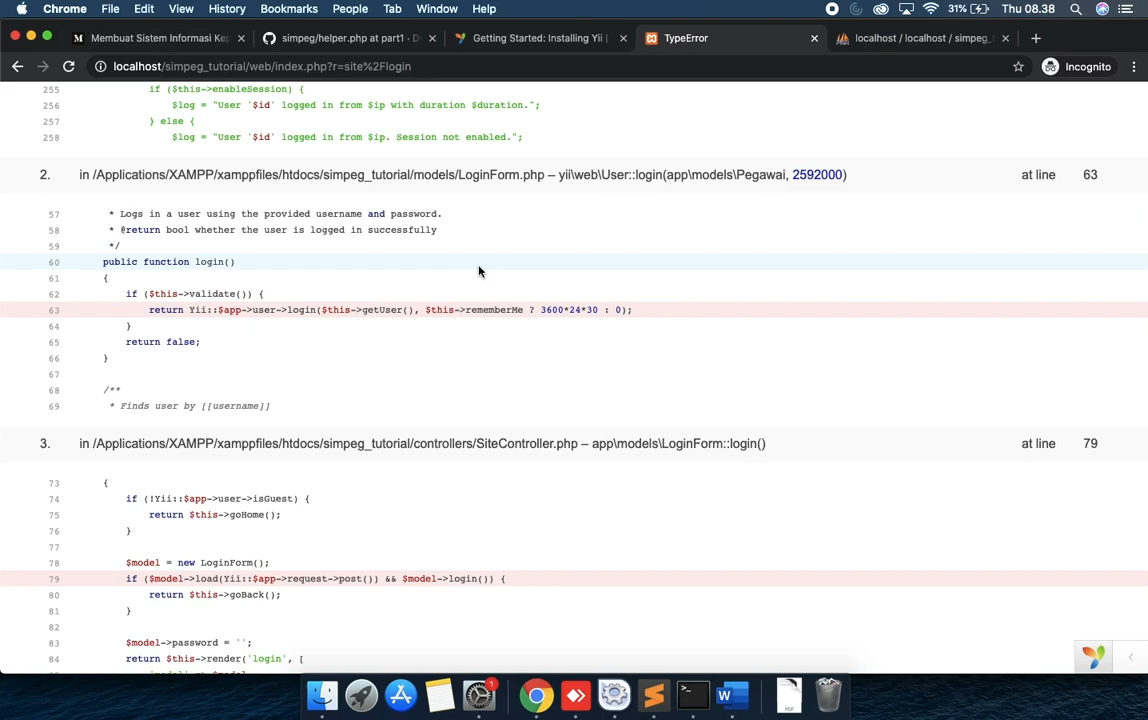 Chrome File Edit View History Bookmarks People Tab Window Help 31% Thu 08.38
Membuat Sistem Informasi Kep × simpeg/helper.php at part1 · D × Getting Started: Installing Yii | × TypeError × localhost / localhost / simpeg_ × +
localhost/simpeg_tutorial/web/index.php?r=site%2Flogin Incognito
255 if ($this->enableSession) {
256 $log = "User '$id' logged in from $ip with duration $duration.";
257 } else {
258 $log = "User '$id' logged in from $ip. Session not enabled.";
2. in /Applications/XAMPP/xamppfiles/htdocs/simpeg_tutorial/models/LoginForm.php – yii\web\User::login(app\models\Pegawai, 2592000) at line 63
57 * Logs in a user using the provided username and password.
58 * @return bool whether the user is logged in successfully
59 */
60 public function login()
61 {
62 if ($this->validate()) {
63 return Yii::$app->user->login($this->getUser(), $this->rememberMe ? 3600*24*30 : 0);
64 }
65 return false;
66 }
67
68 /**
69 * Finds user by [[username]]
3. in /Applications/XAMPP/xamppfiles/htdocs/simpeg_tutorial/controllers/SiteController.php – app\models\LoginForm::login() at line 79
73 {
74 if (!Yii::$app->user->isGuest) {
75 return $this->goHome();
76 }
77
78 $model = new LoginForm();
79 if ($model->load(Yii::$app->request->post()) && $model->login()) {
80 return $this->goBack();
81 }
82
83 $model->password = '';
84 return $this->render('login', [
1